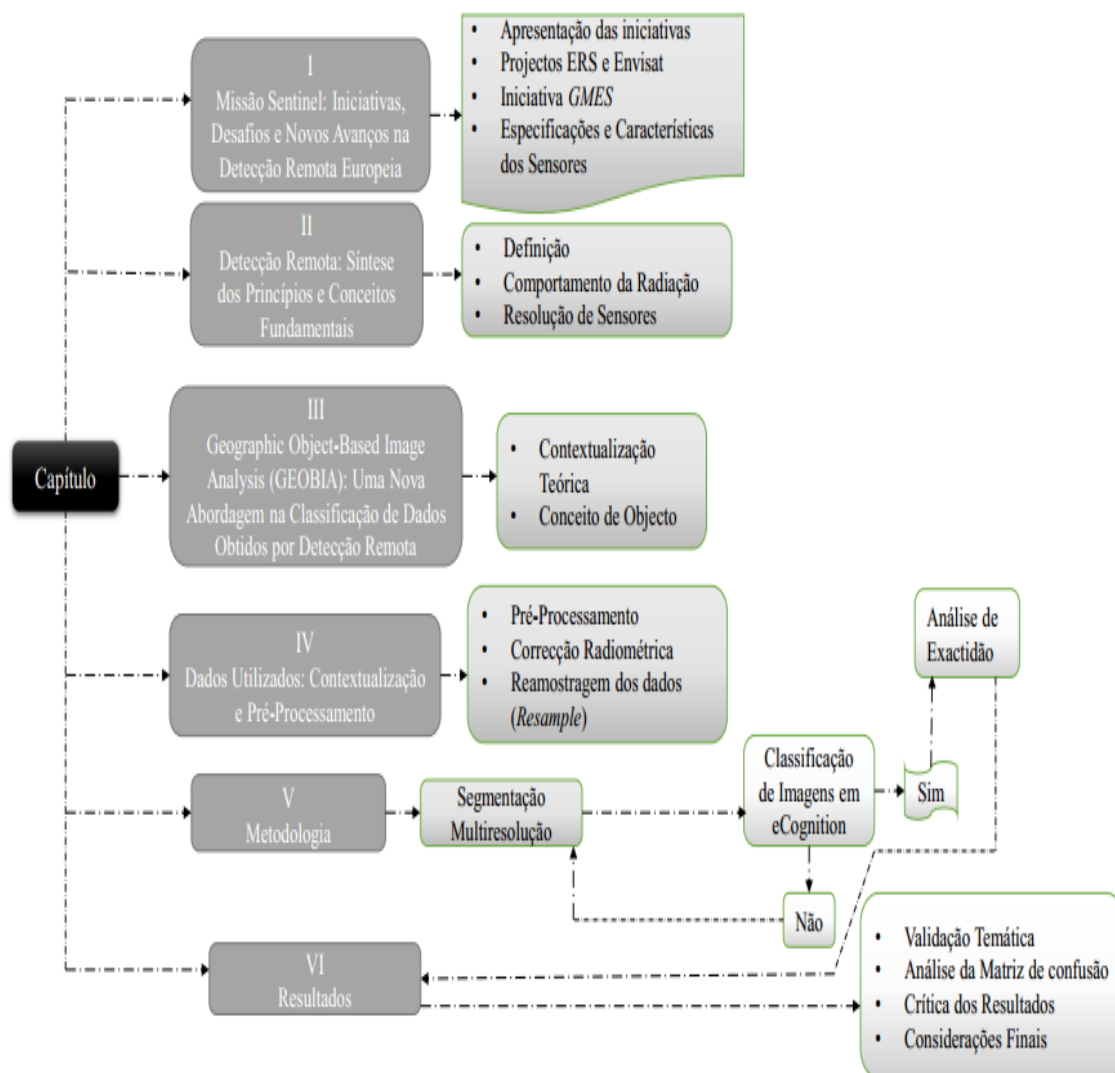 I
Missão Sentinel: Iniciativas,
Desafios e Novos Avanços na
Detecção Remota Europeia
• Apresentação das iniciativas
• Projectos ERS e Envisat
• Iniciativa GMES
• Especificações e Características
dos Sensores
II
Detecção Remota: Síntese
dos Princípios e Conceitos
Fundamentais
• Definição
• Comportamento da Radiação
• Resolução de Sensores
Capítulo
III
Geographic Object-Based Image
Analysis (GEOBIA): Uma Nova
Abordagem na Classificação de Dados
Obtidos por Detecção Remota
• Contextualização
Teórica
• Conceito de Objecto
IV
Dados Utilizados: Contextualização
e Pré-Processamento
• Pré-Processamento
• Correcção Radiométrica
• Reamostragem dos dados
(Resample)
Análise de
Exactidão
V
Metodologia
Segmentação
Multiresolução
Classificação
de Imagens em
eCognition
Sim
Não
VI
Resultados
• Validação Temática
• Análise da Matriz de confusão
• Crítica dos Resultados
• Considerações Finais